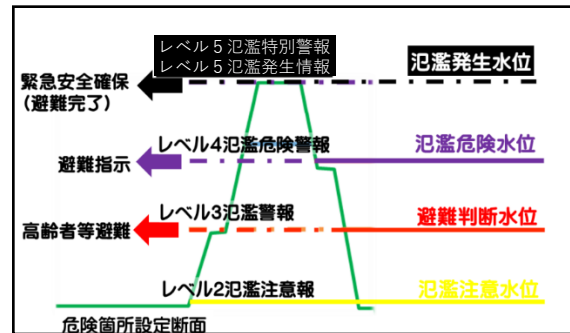 レベル5氾濫特別警報
レベル5氾濫発生情報
氾濫発生水位
緊急安全確保
(避難完了)
レベル4氾濫危険警報
氾濫危険水位
避難指示
レベル3氾濫警報
避難判断水位
高齢者等避難
レベル2氾濫注意報
氾濫注意水位
危険箇所設定断面